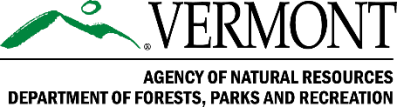 VERMONT
AGENCY OF NATURAL RESOURCES
DEPARTMENT OF FORESTS, PARKS AND RECREATION